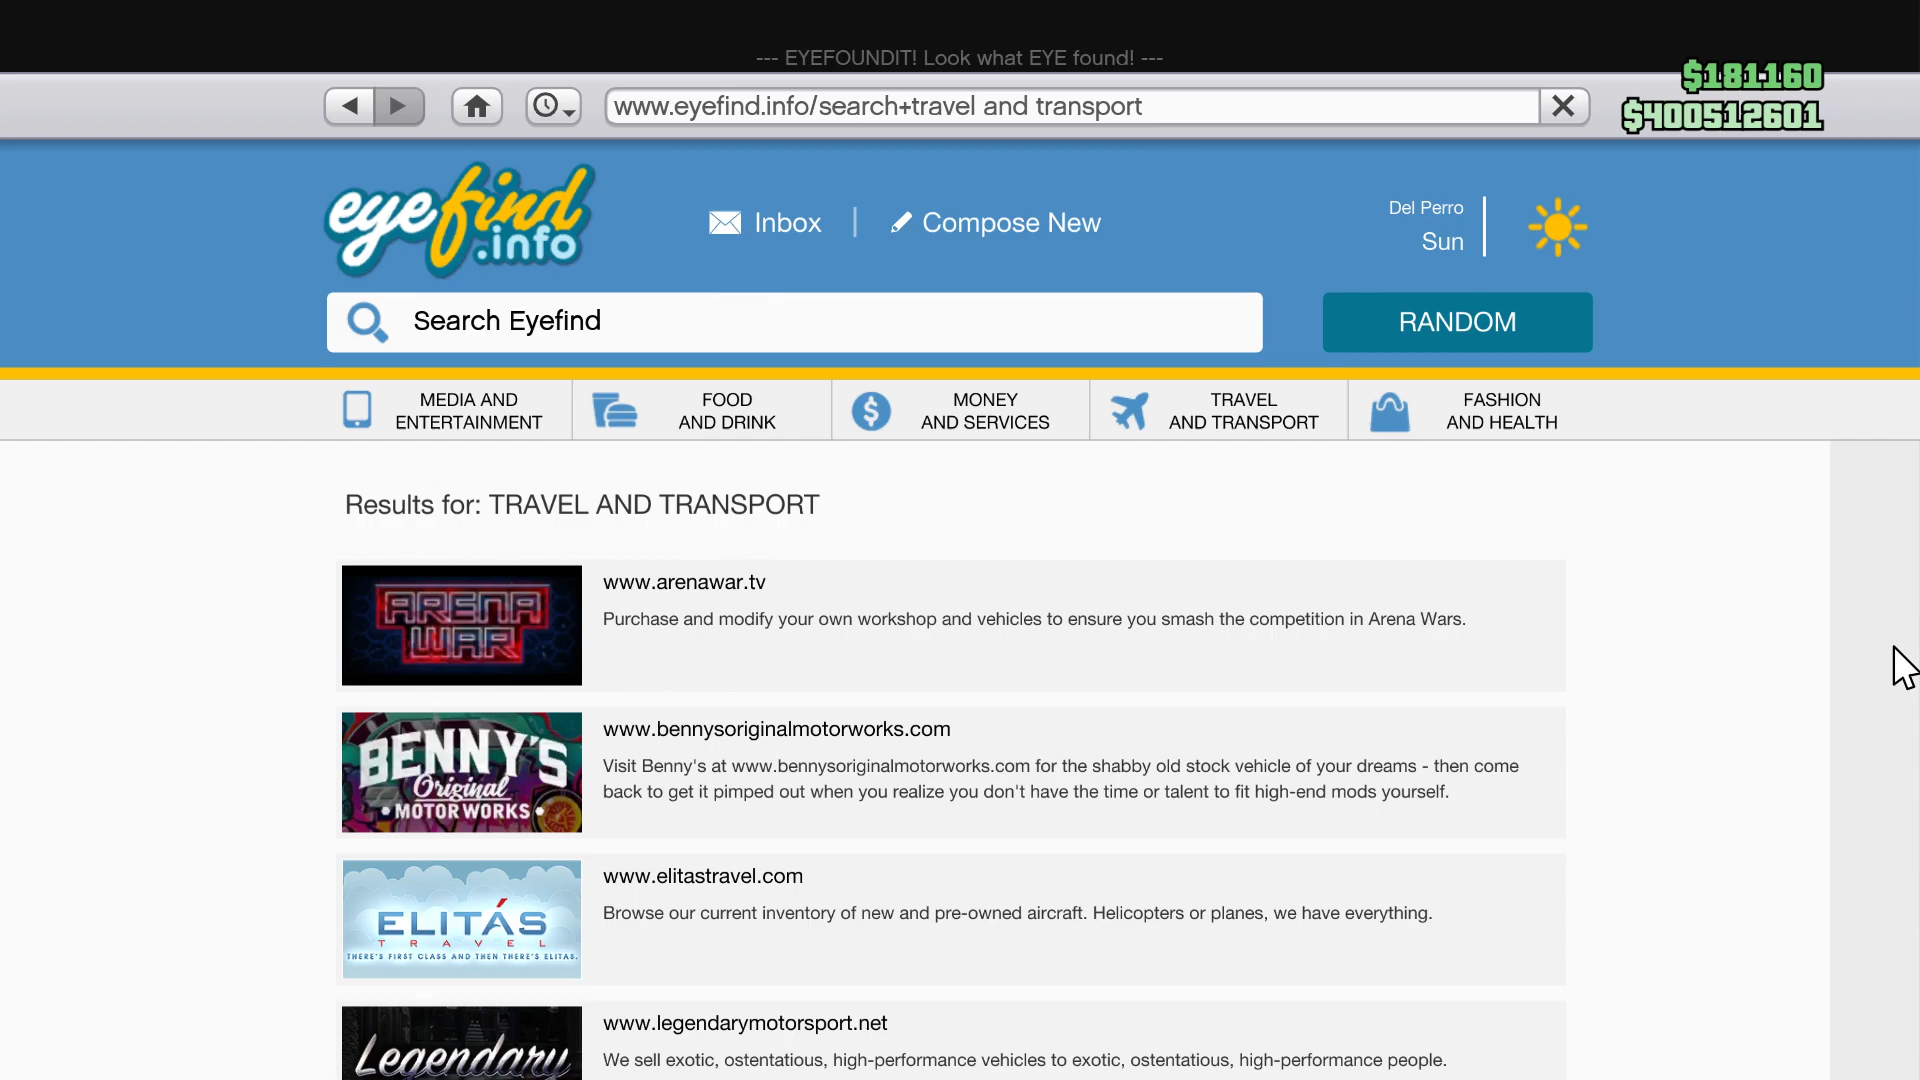 --- EYEFOUNDIT! Look what EYE found! ---
$181160
www.eyefind.info/search+travel and transport
$400512601
eyefind
.info
Inbox
Compose New
Del Perro
Sun
Search Eyefind
RANDOM
MEDIA AND
ENTERTAINMENT
FOOD
AND DRINK
MONEY
AND SERVICES
TRAVEL
AND TRANSPORT
FASHION
AND HEALTH
Results for: TRAVEL AND TRANSPORT
ARENA
WAR
www.arenawar.tv
Purchase and modify your own workshop and vehicles to ensure you smash the competition in Arena Wars.
BENNY'S
Original
MOTOR WORKS
www.bennysoriginalmotorworks.com
Visit Benny's at www.bennysoriginalmotorworks.com for the shabby old stock vehicle of your dreams - then come
back to get it pimped out when you realize you don't have the time or talent to fit high-end mods yourself.
ELITÁS
TRAVEL
THERE'S FIRST CLASS AND THEN THERE'S ELITAS.
www.elitastravel.com
Browse our current inventory of new and pre-owned aircraft. Helicopters or planes, we have everything.
Legendary
www.legendarymotorsport.net
We sell exotic, ostentatious, high-performance vehicles to exotic, ostentatious, high-performance people.